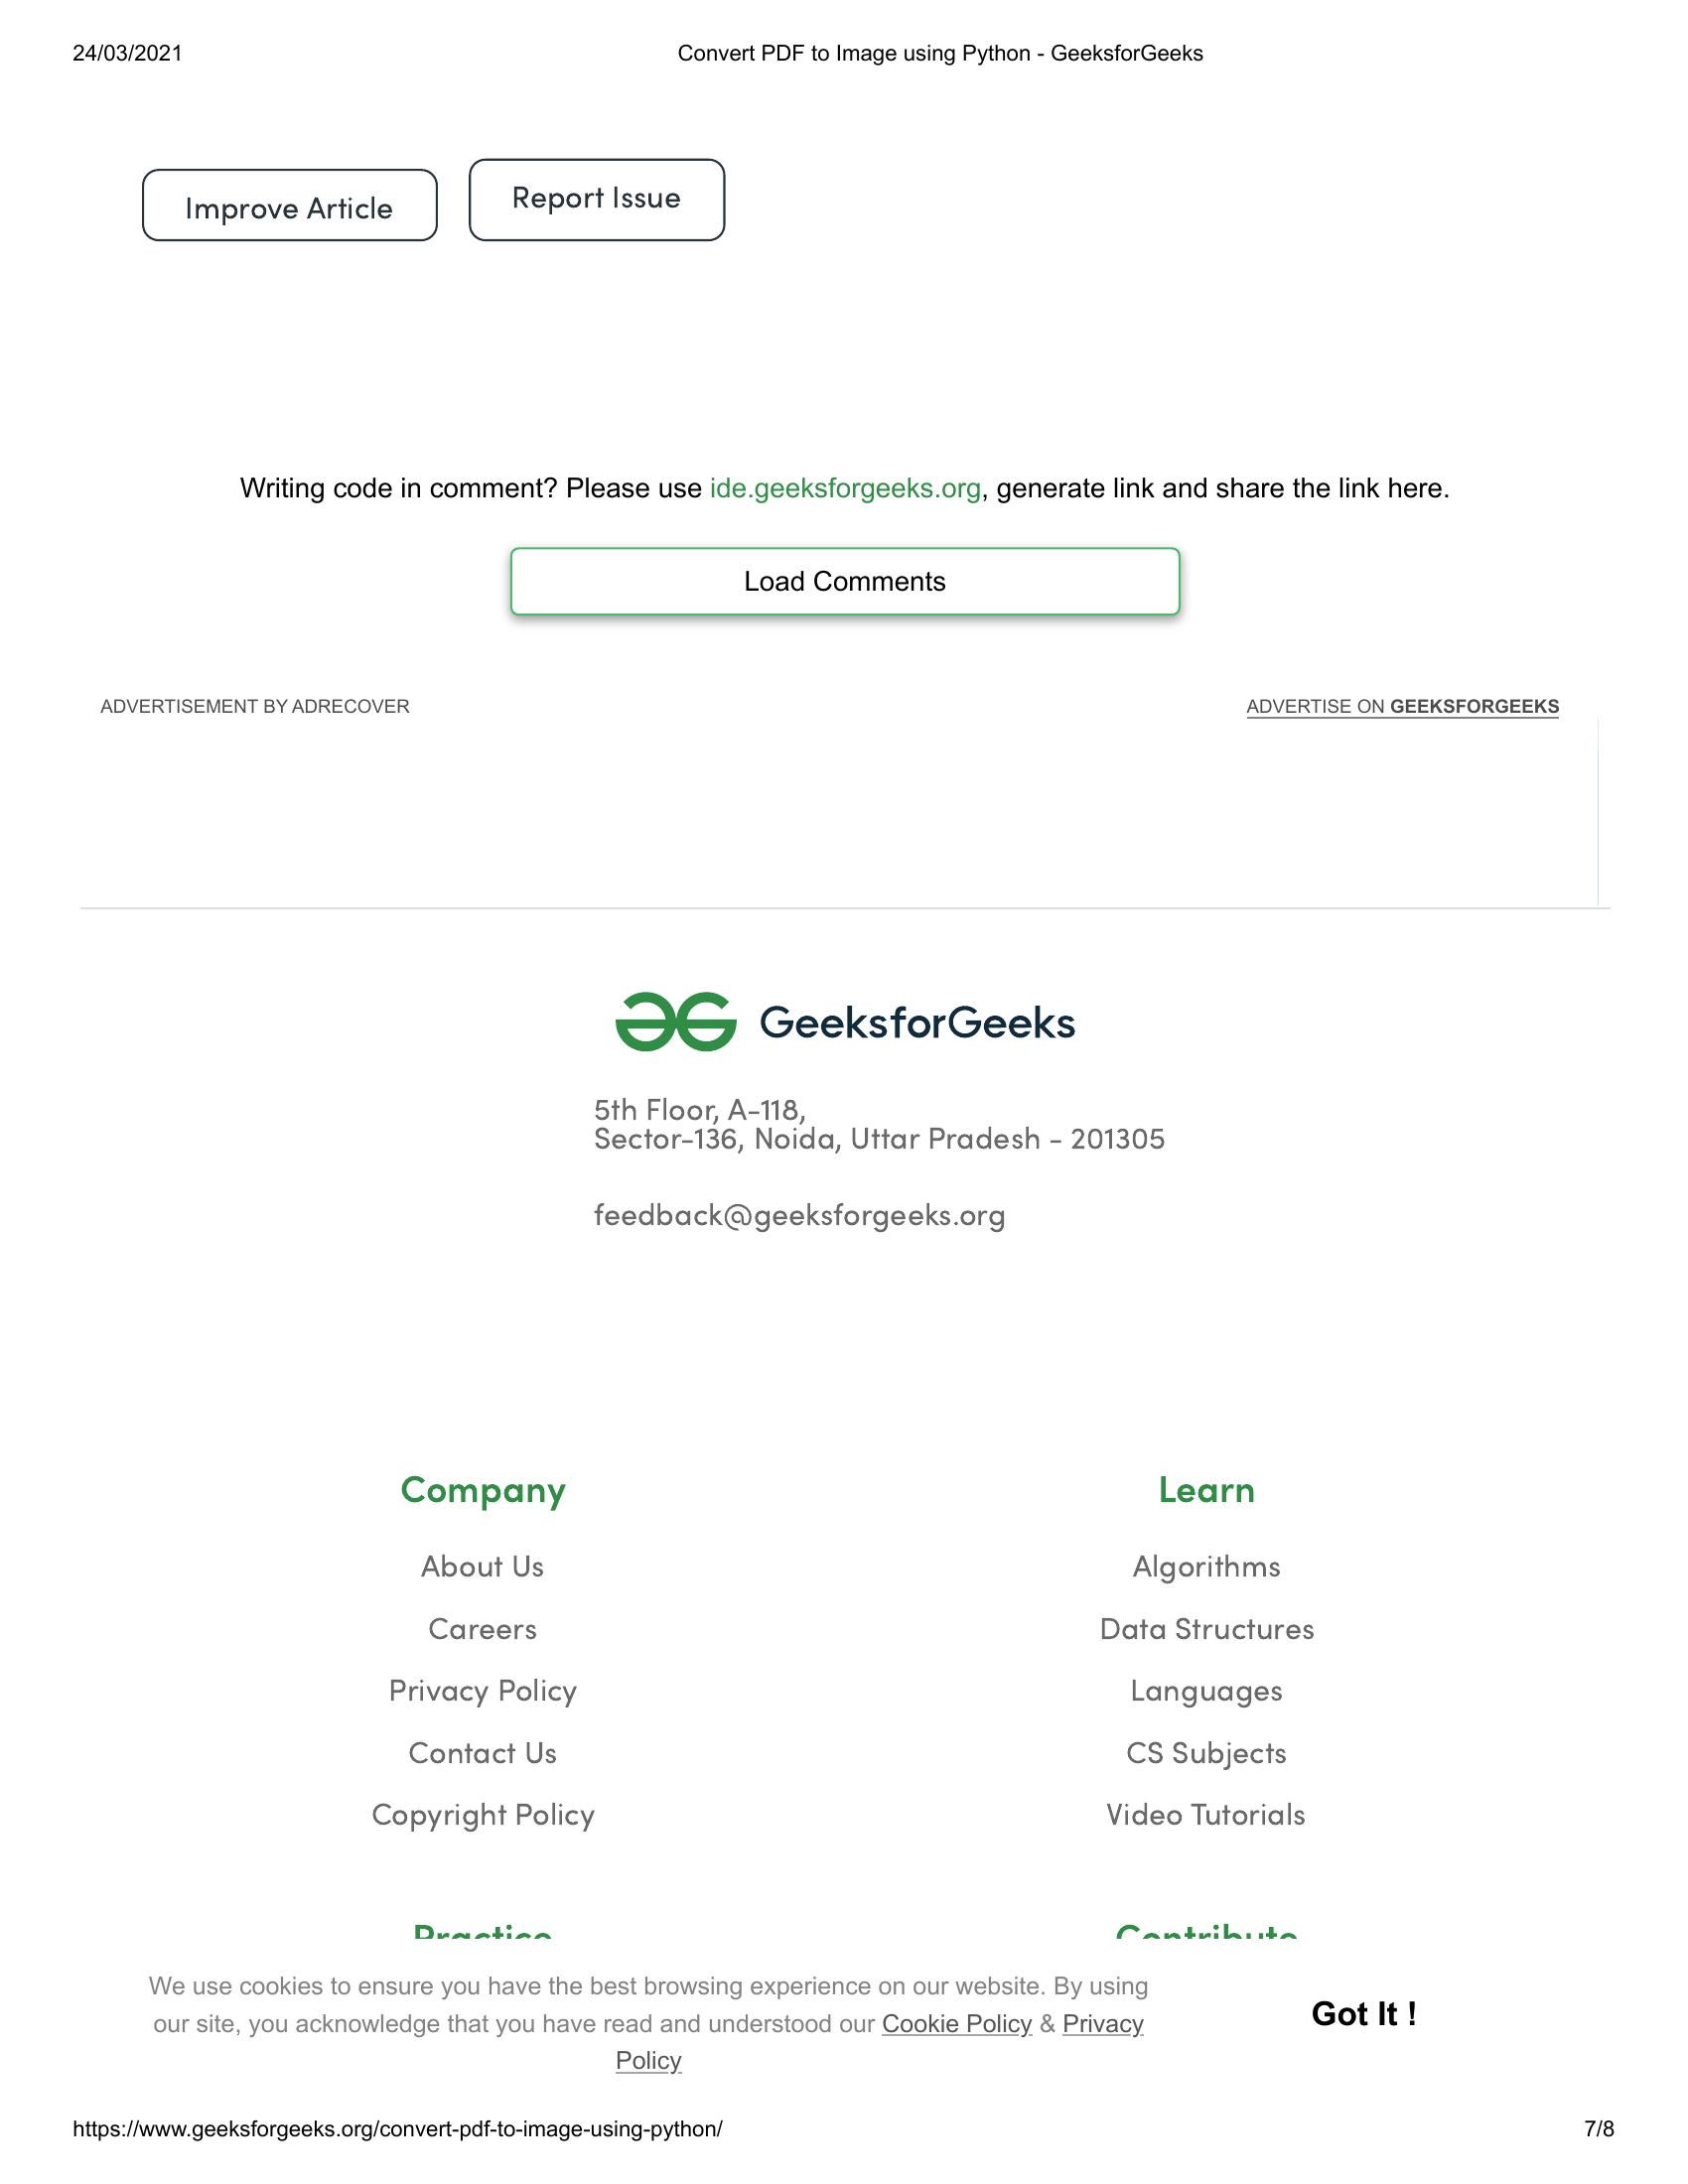 24/03/2021 Convert PDF to Image using Python - GeeksforGeeks
Improve Article Report Issue
Writing code in comment? Please use ide.geeksforgeeks.org, generate link and share the link here.
Load Comments
ADVERTISEMENT BY ADRECOVER ADVERTISE ON GEEKSFORGEEKS
GeeksforGeeks
5th Floor, A-118,
Sector-136, Noida, Uttar Pradesh - 201305
feedback@geeksforgeeks.org
Company
About Us
Careers
Privacy Policy
Contact Us
Copyright Policy
Learn
Algorithms
Data Structures
Languages
CS Subjects
Video Tutorials
Practice
Contribute
We use cookies to ensure you have the best browsing experience on our website. By using
our site, you acknowledge that you have read and understood our Cookie Policy & Privacy
Policy
Got It !
https://www.geeksforgeeks.org/convert-pdf-to-image-using-python/ 7/8